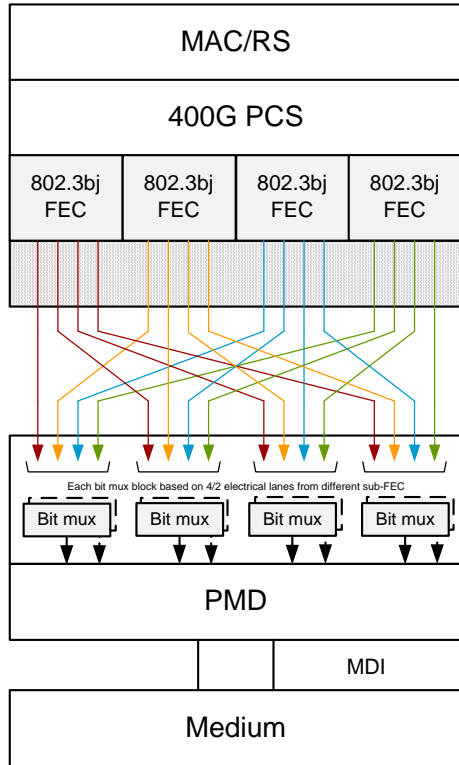 MAC/RS
400G PCS
802.3bj 802.3bj 802.3bj 802.3bj
FEC FEC FEC FEC
Each bit mux block based on 4/2 electrical lanes from different sub-FEC
Bit mux Bit mux Bit mux Bit mux
PMD
MDI
Medium